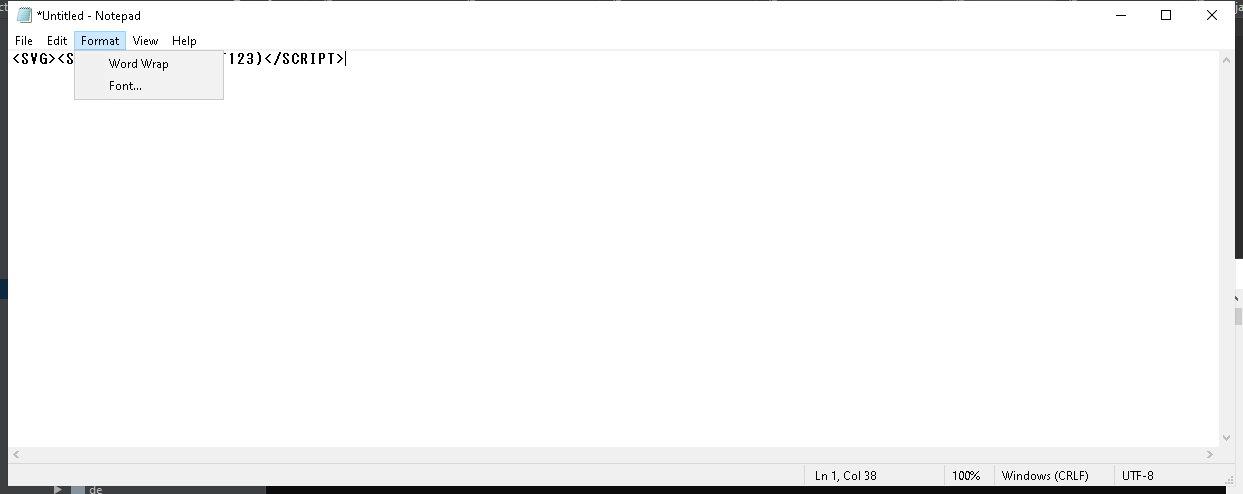 *Untitled - Notepad
File Edit Format View Help
<SVG><S 123)</SCRIPT>
Word Wrap
Font...
Ln 1, Col 38 100% Windows (CRLF) UTF-8
de